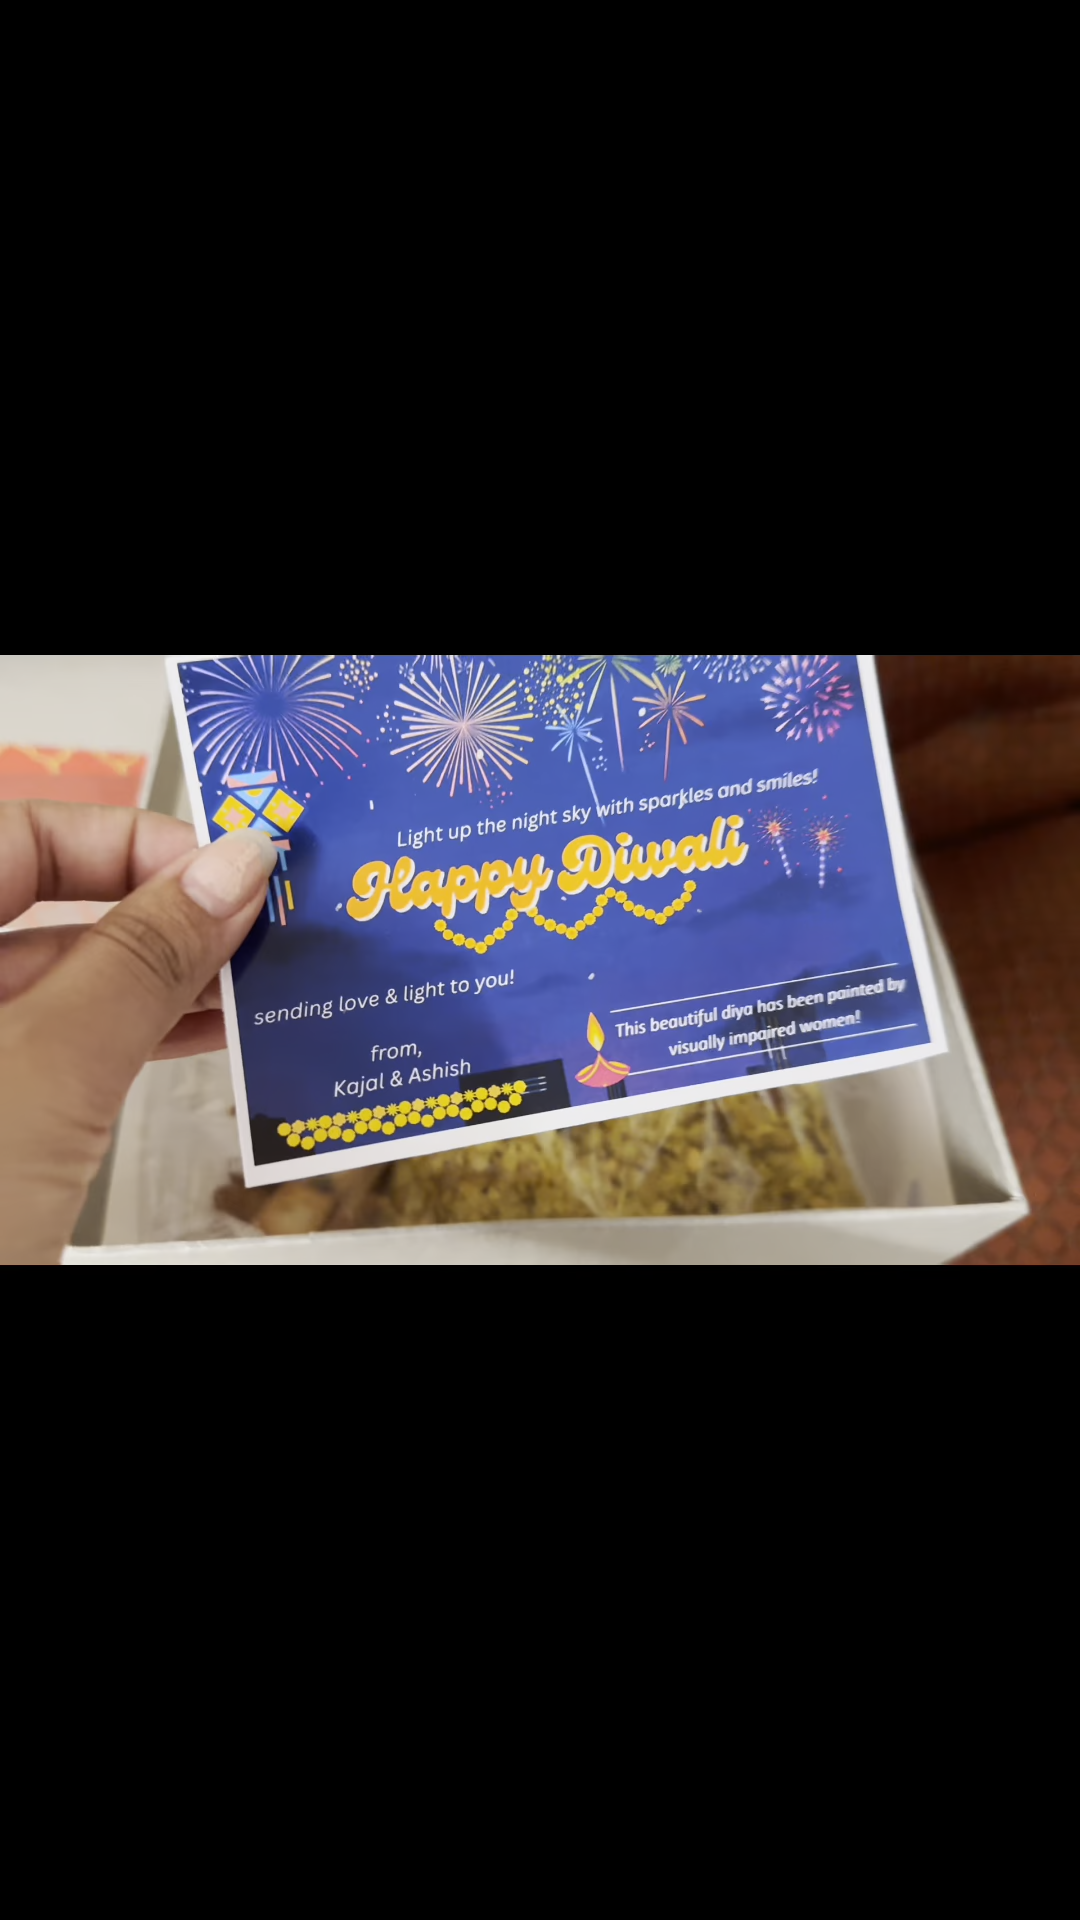 Light up the night sky with sparkles and smiles!
Happy Diwali
sending love & light to you!
from,
Kajal & Ashish
This beautiful diya has been painted by
visually impaired women!